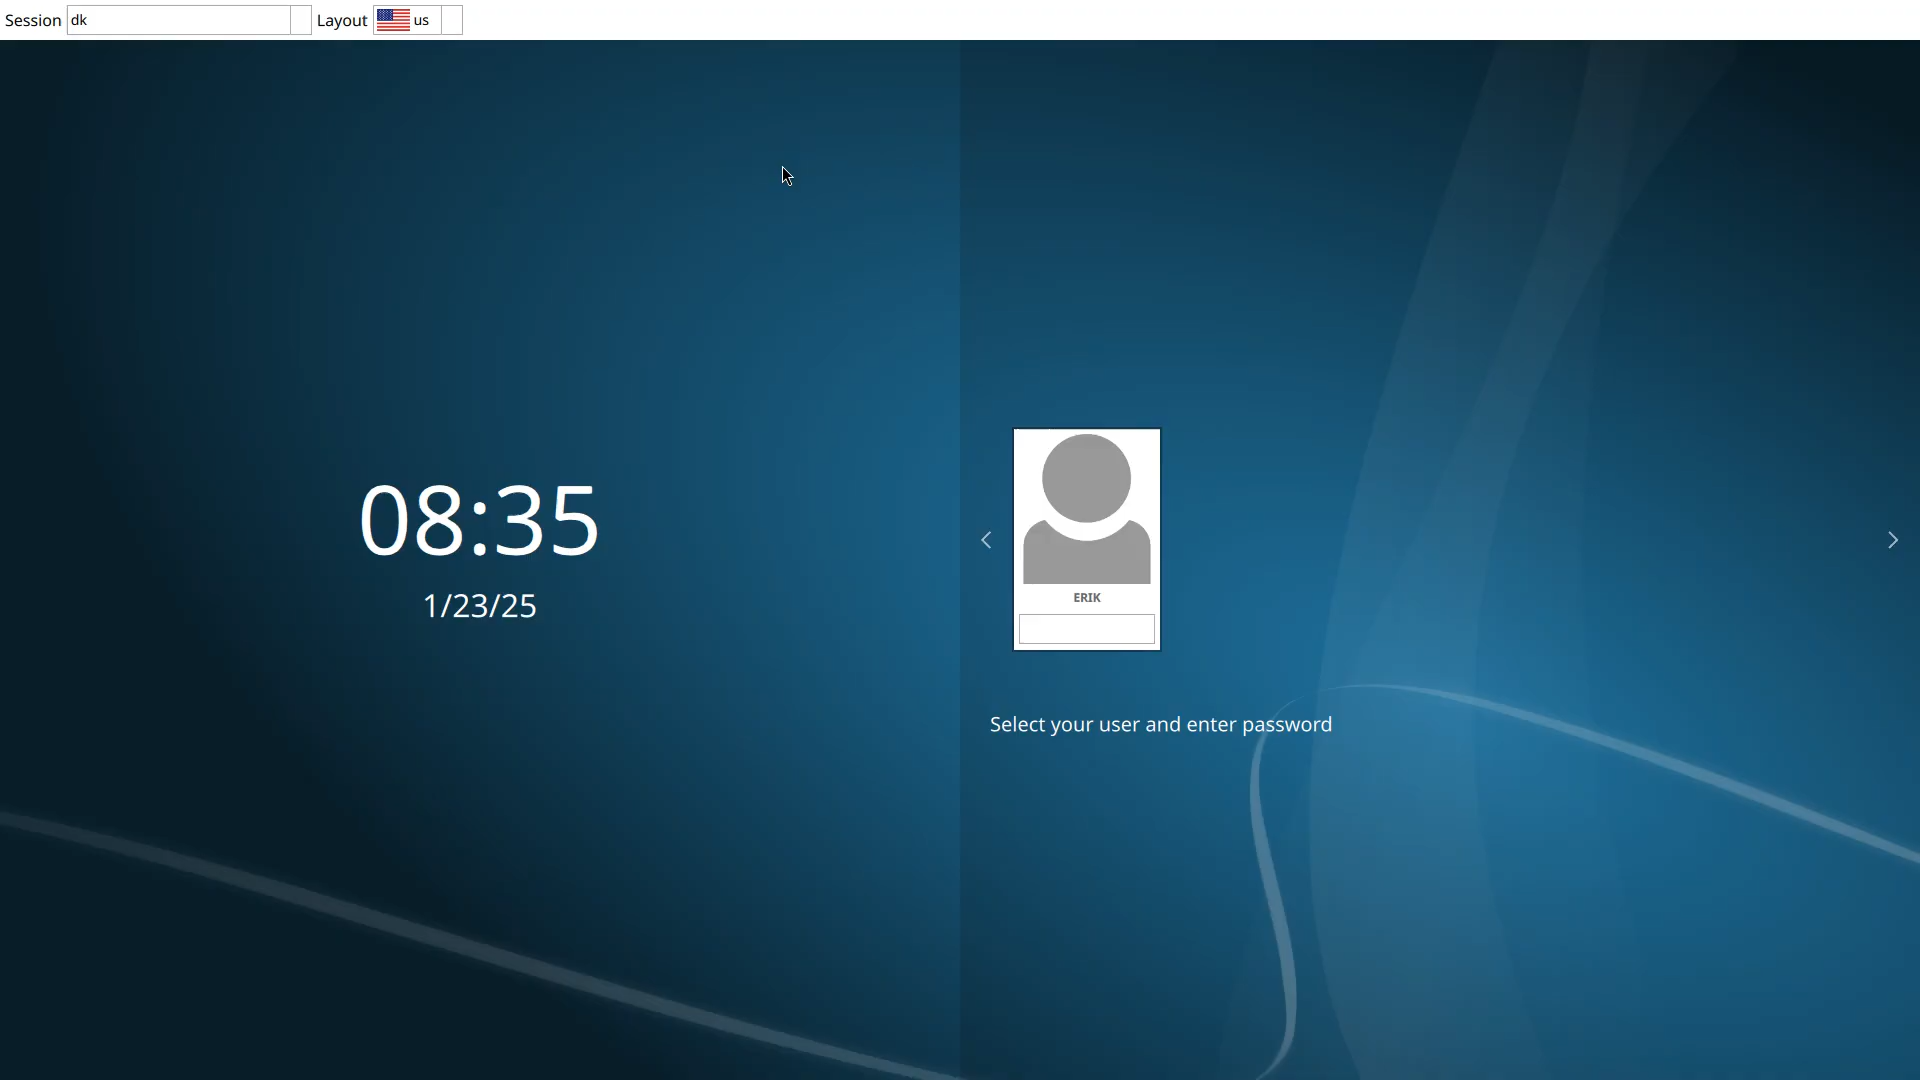 Session dk Layout us
08:35
1/23/25
ERIK
Select your user and enter password